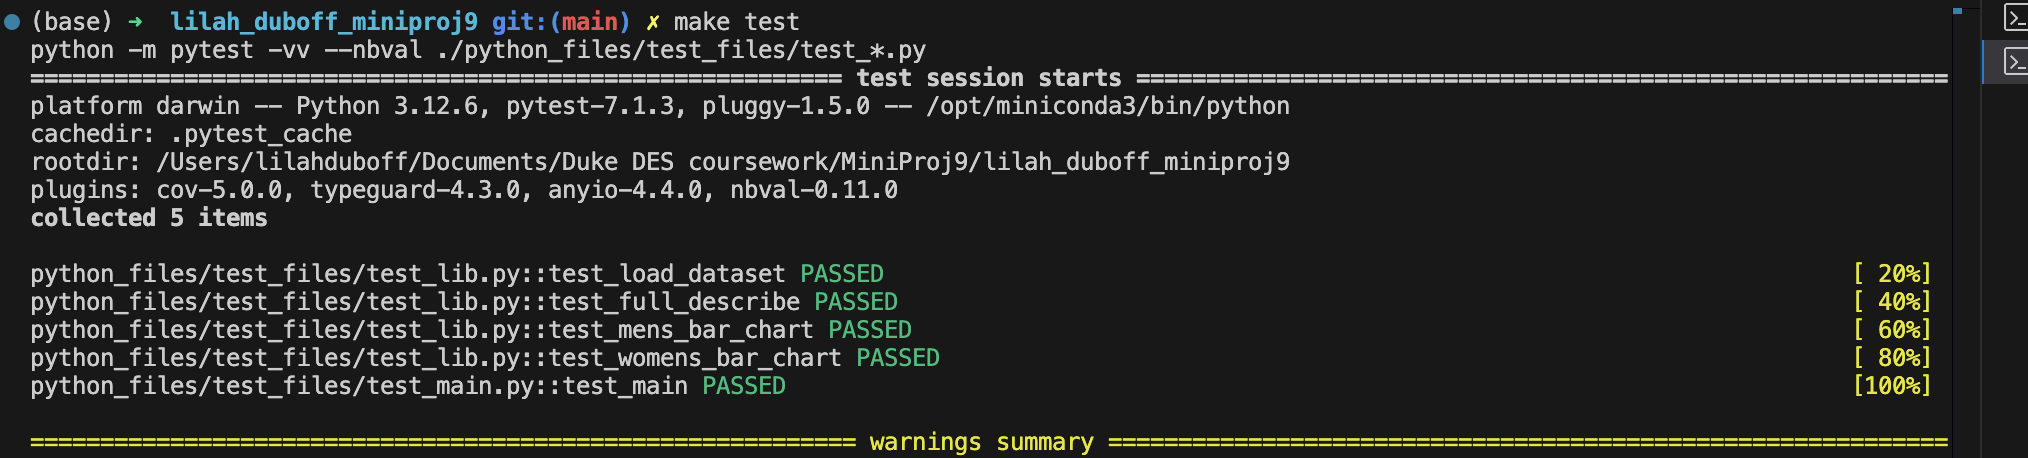 (base) ➜ lilah_duboff_miniproj9 git:(main) ✗ make test
python -m pytest -vv --nbval ./python_files/test_files/test_*.py
========================================================== test session starts ==========================================================
platform darwin -- Python 3.12.6, pytest-7.1.3, pluggy-1.5.0 -- /opt/miniconda3/bin/python
cachedir: .pytest_cache
rootdir: /Users/lilahduboff/Documents/Duke DES coursework/MiniProj9/lilah_duboff_miniproj9
plugins: cov-5.0.0, typeguard-4.3.0, anyio-4.4.0, nbval-0.11.0
collected 5 items
python_files/test_files/test_lib.py::test_load_dataset PASSED [ 20%]
python_files/test_files/test_lib.py::test_full_describe PASSED [ 40%]
python_files/test_files/test_lib.py::test_mens_bar_chart PASSED [ 60%]
python_files/test_files/test_lib.py::test_womens_bar_chart PASSED [ 80%]
python_files/test_files/test_main.py::test_main PASSED [100%]
=========================================================== warnings summary ============================================================